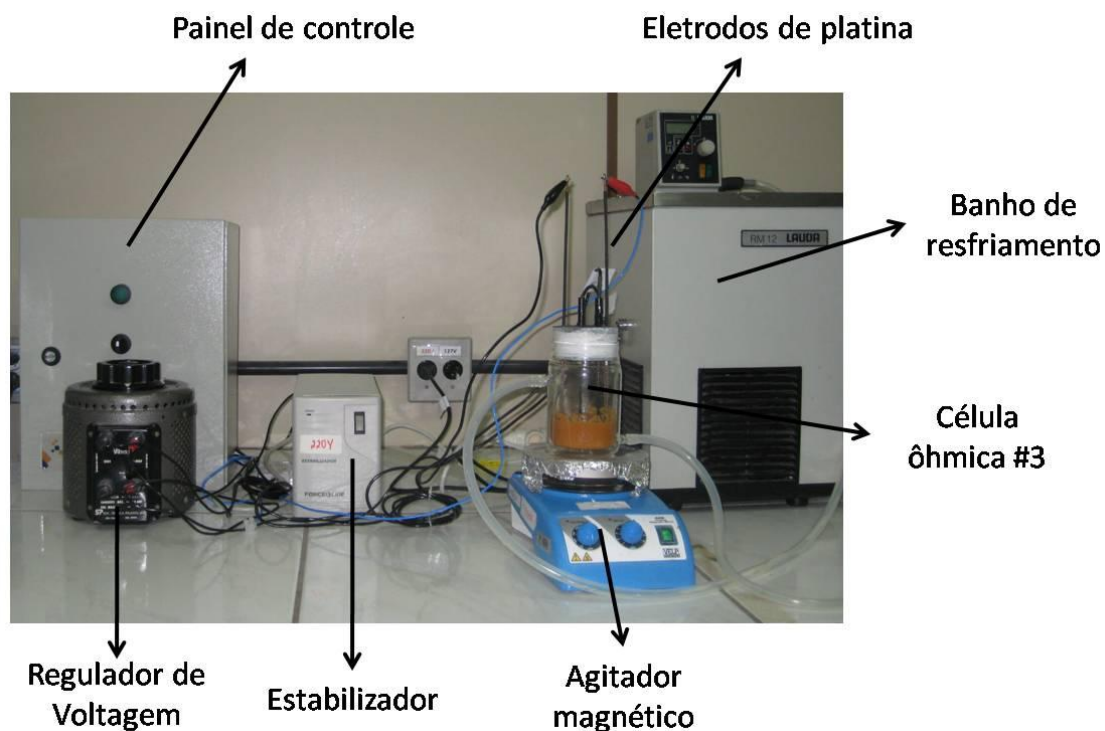 Painel de controle
Eletrodos de platina
Banho de
resfriamento
RM 12 LAUDA
220V
VELP
Célula
ôhmica #3
Regulador de
Voltagem
Estabilizador
Agitador
magnético